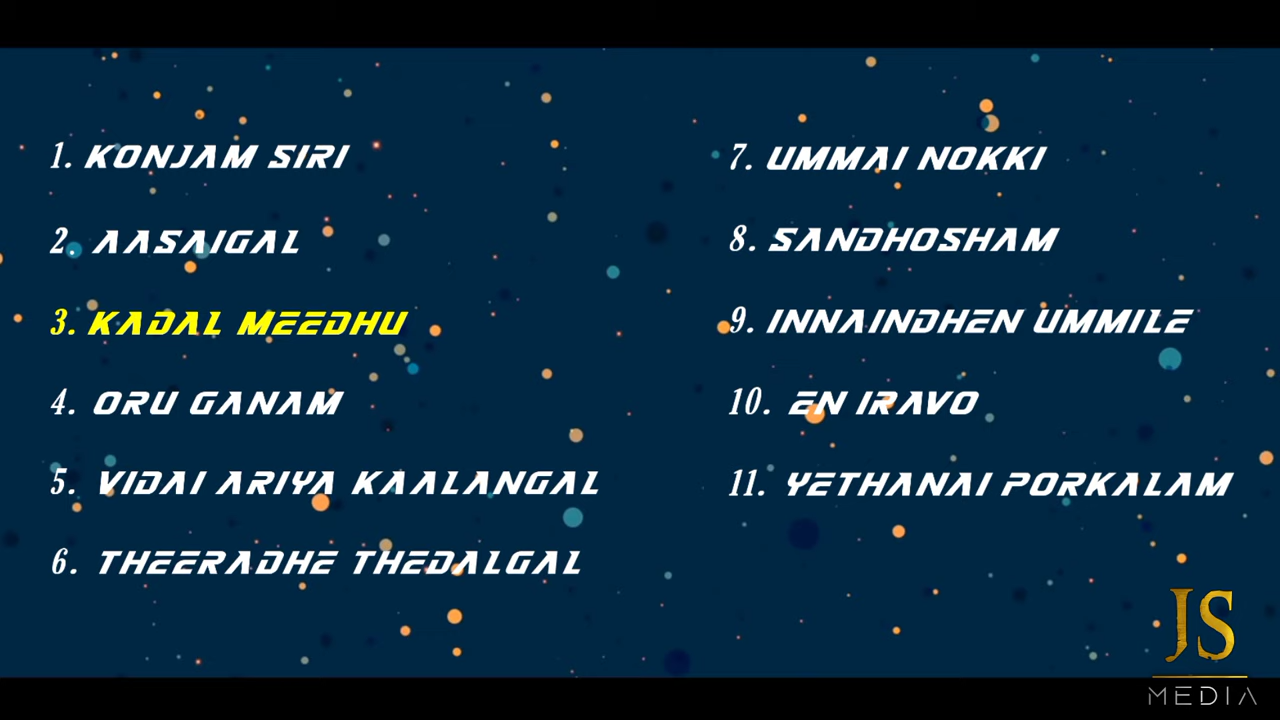 1. KONJAM SIRI
2. AASAIGAL
3. KADAL MEEDHU
4. ORU GANAM
5. VIDAI ARIYA KAALANGAL
6. THEERADHE THEDALGAL
7. UMMAI NOKKI
8. SANDHOSHAM
9. INNAINDHEN UMMILE
10. EN IRAVO
11. YETHANAI PORKALAM
JS
MEDIA